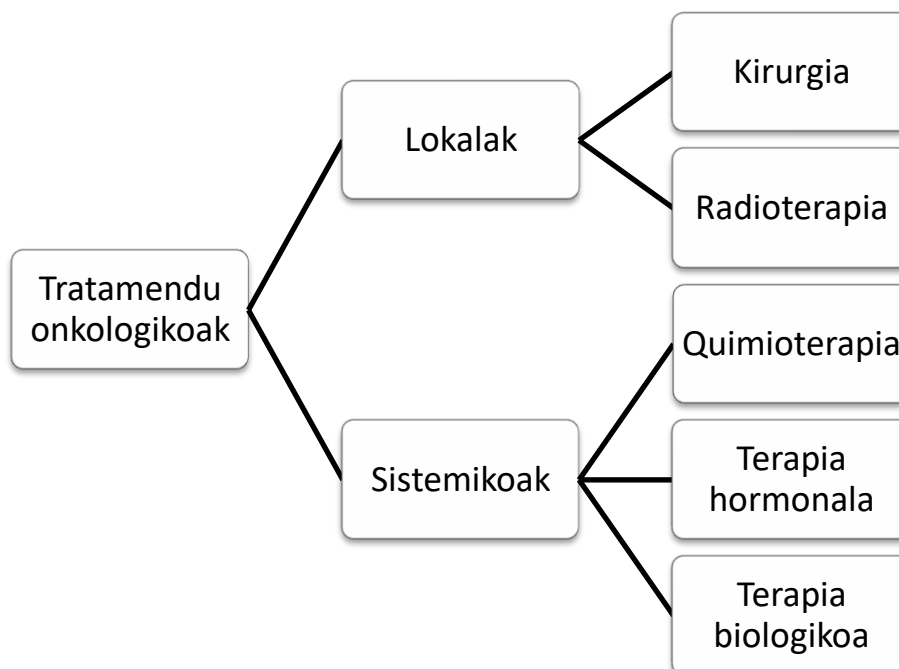 Tratamendu
onkologikoak
Lokalak
Kirurgia
Radioterapia
Sistemikoak
Quimioterapia
Terapia
hormonala
Terapia
biologikoa